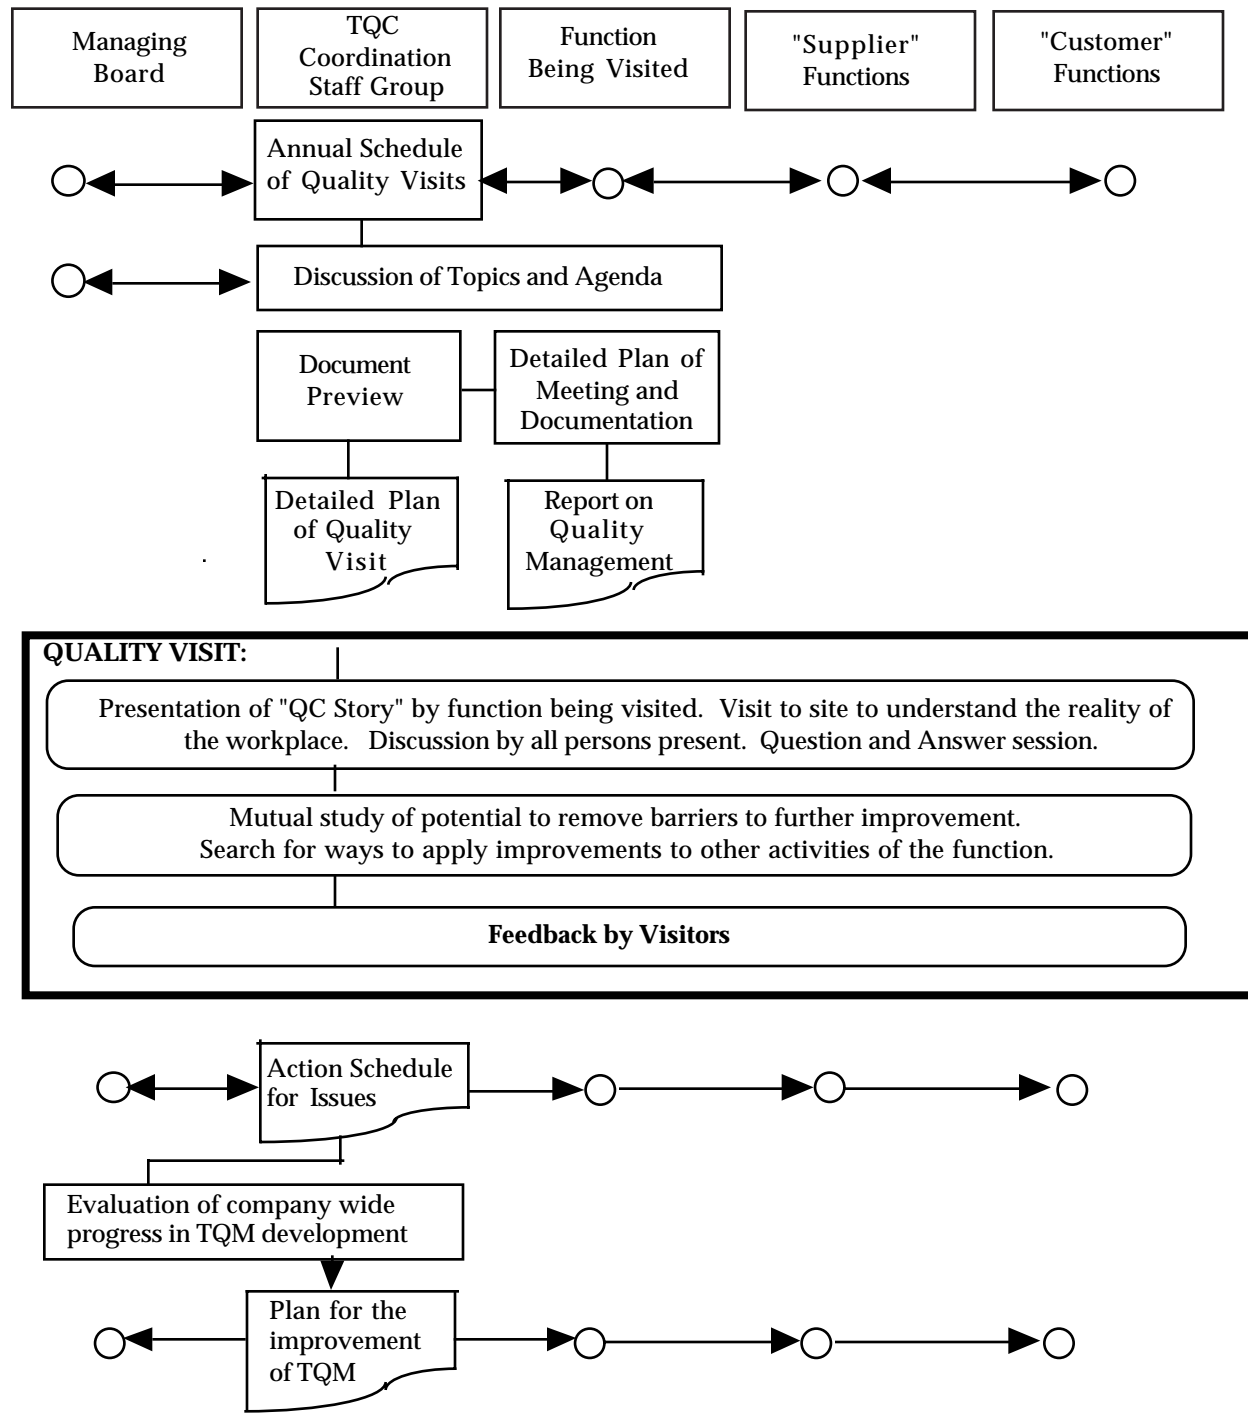 Managing
Board
TQC
Coordination
Staff Group
Function
Being Visited
"Supplier"
Functions
"Customer"
Functions
Annual Schedule
of Quality Visits
Discussion of Topics and Agenda
Document
Preview
Detailed Plan of
Meeting and
Documentation
Detailed Plan
of Quality
Visit
Report on
Quality
Management
QUALITY VISIT:
Presentation of "QC Story" by function being visited. Visit to site to understand the reality of
the workplace. Discussion by all persons present. Question and Answer session.
Mutual study of potential to remove barriers to further improvement.
Search for ways to apply improvements to other activities of the function.
Feedback by Visitors
Action Schedule
for Issues
Evaluation of company wide
progress in TQM development
Plan for the
improvement
of TQM